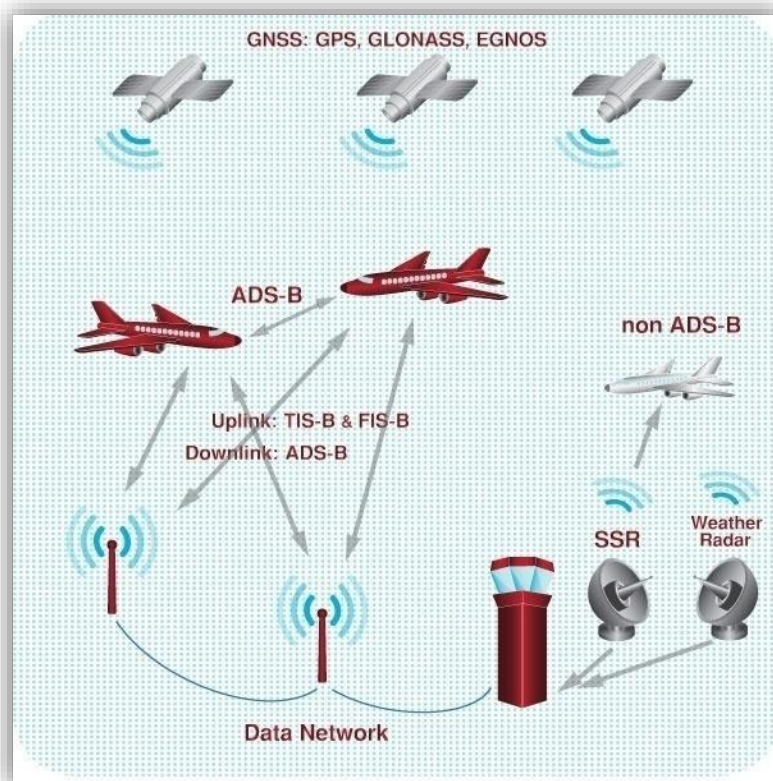 GNSS: GPS, GLONASS, EGNOS
ADS-B
non ADS-B
Uplink: TIS-B & FIS-B
Downlink: ADS-B
SSR
Weather
Radar
Data Network